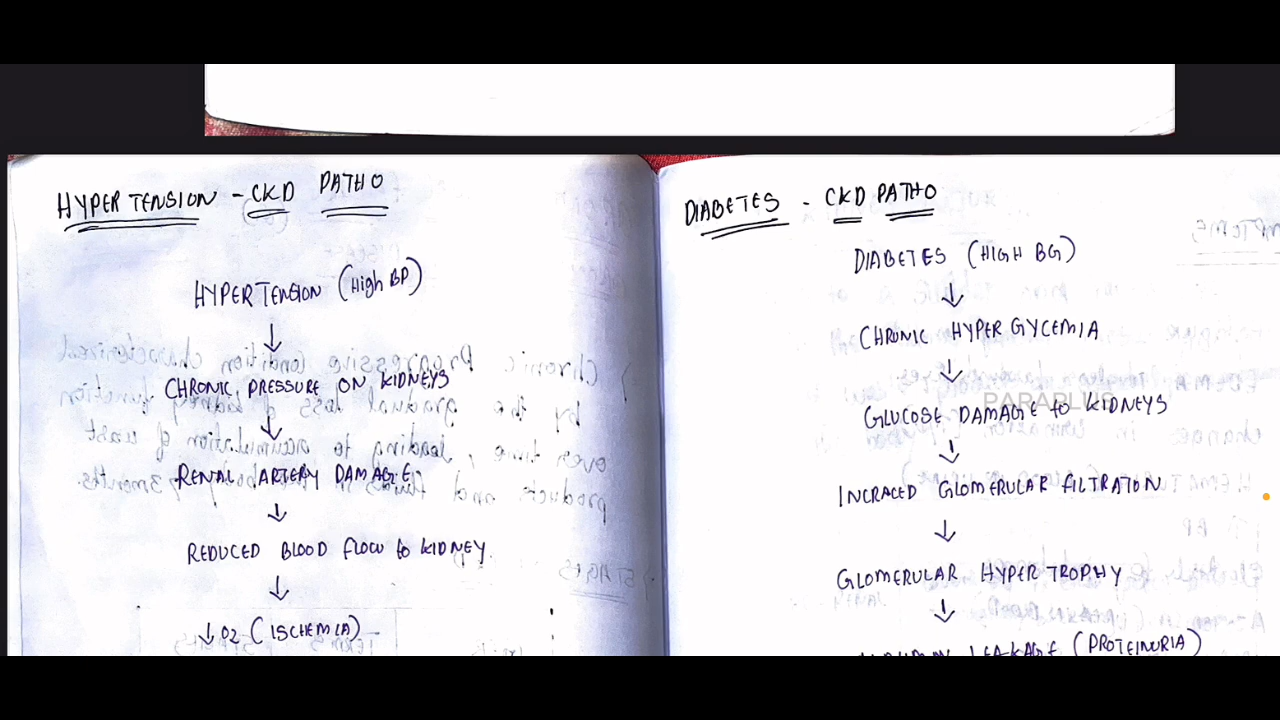 HYPERTENSION - CKD PATHO
HYPERTENSION (High BP)
↓
CHRONIC PRESSURE ON KIDNEYS
↓
RENAL ARTERY DAMAGE
↓
REDUCED BLOOD FLOW to KIDNEY
↓
↓ O2 (ISCHEMIA)
DIABETES - CKD PATHO
DIABETES (HIGH BG)
↓
CHRONIC HYPERGYCEMIA
↓
GLUCOSE DAMAGE to KIDNEYS
PARAPLUS
↓
INCRACED GLOMERULAR FILTRATION
↓
GLOMERULAR HYPERTROPHY
↓
LEAKAGE (PROTEINURIA)